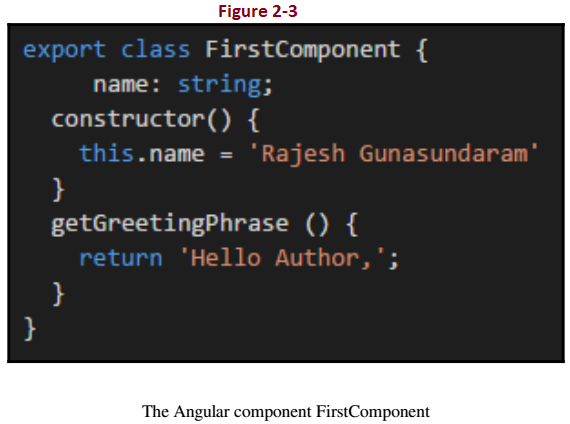 Figure 2-3
export class FirstComponent {
name: string;
constructor() {
this.name = 'Rajesh Gunasundaram'
}
getGreetingPhrase () {
return 'Hello Author,';
}
}
The Angular component FirstComponent